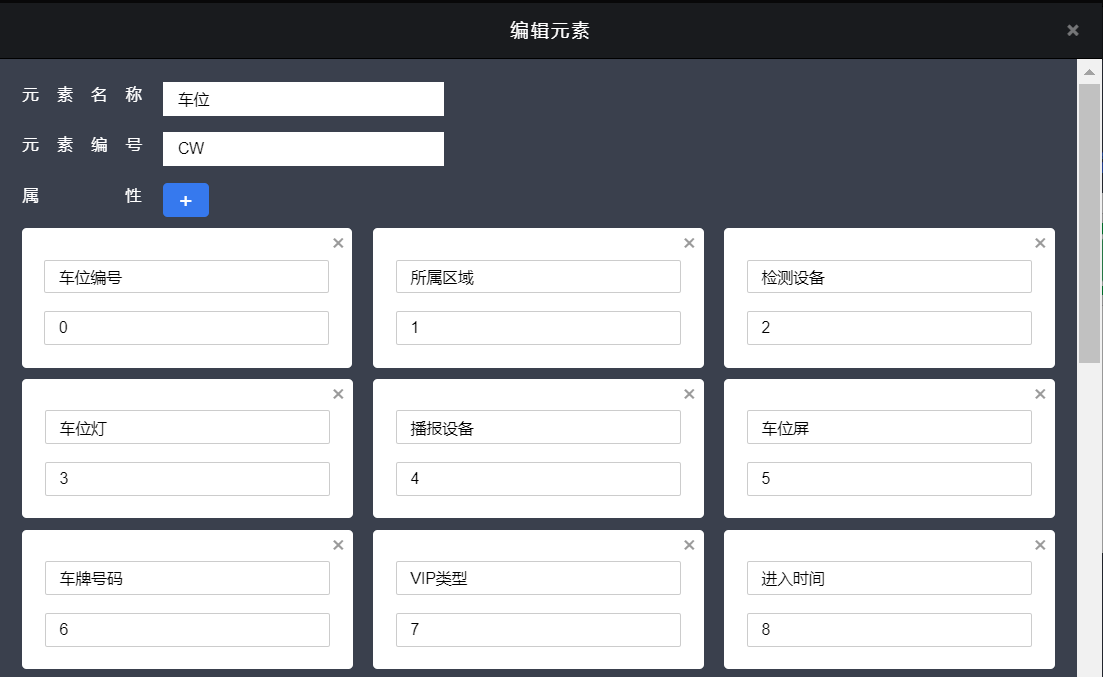 编辑元素
元素名称 车位
元素编号 CW
属性 +
车位编号 所属区域 检测设备
0 1 2
车位灯 播报设备 车位屏
3 4 5
车牌号码 VIP类型 进入时间
6 7 8